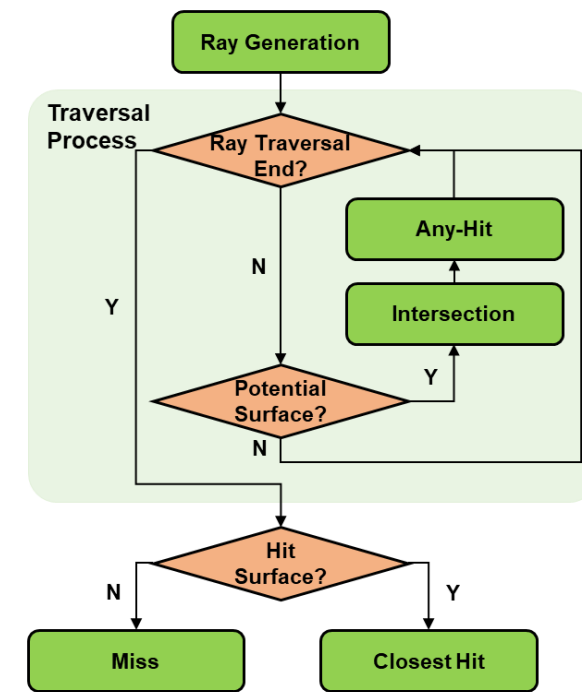 Ray Generation
Traversal
Process
Ray Traversal
End?
Any-Hit
N
Y
Intersection
Potential
Surface?
Y
N
Hit
Surface?
N
Y
Miss
Closest Hit